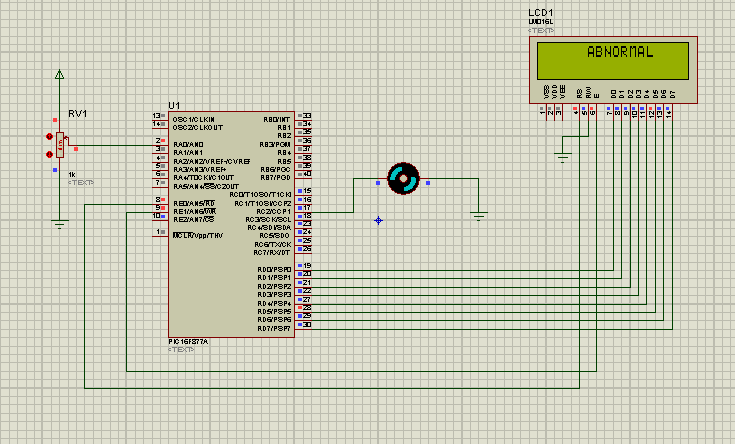 LCD1
LM016L
<TEXT>
ABNORMAL
VSS
VDD
VEE
RS
RW
E
D0
D1
D2
D3
D4
D5
D6
D7
1
2
3
4
5
6
7
8
9
10
11
12
13
14
RV1
1k
<TEXT>
U1
13 OSC1/CLKIN RB0/INT 33
14 OSC2/CLKOUT RB1 34
RB2 35
2 RA0/AN0 RB3/PGM 36
3 RA1/AN1 RB4 37
4 RA2/AN2/VREF-/CVREF RB5 38
5 RA3/AN3/VREF+ RB6/PGC 39
6 RA4/T0CKI/C1OUT RB7/PGD 40
7 RA5/AN4/SS/C2OUT
RC0/T1OSO/T1CKI 15
8 RE0/AN5/RD RC1/T1OSI/CCP2 16
9 RE1/AN6/WR RC2/CCP1 17
10 RE2/AN7/CS RC3/SCK/SCL 18
RC4/SDI/SDA 23
1 MCLR/Vpp/THV RC5/SDO 24
RC6/TX/CK 25
RC7/RX/DT 26
RD0/PSP0 19
RD1/PSP1 20
RD2/PSP2 21
RD3/PSP3 22
RD4/PSP4 27
RD5/PSP5 28
RD6/PSP6 29
RD7/PSP7 30
PIC16F877A
<TEXT>